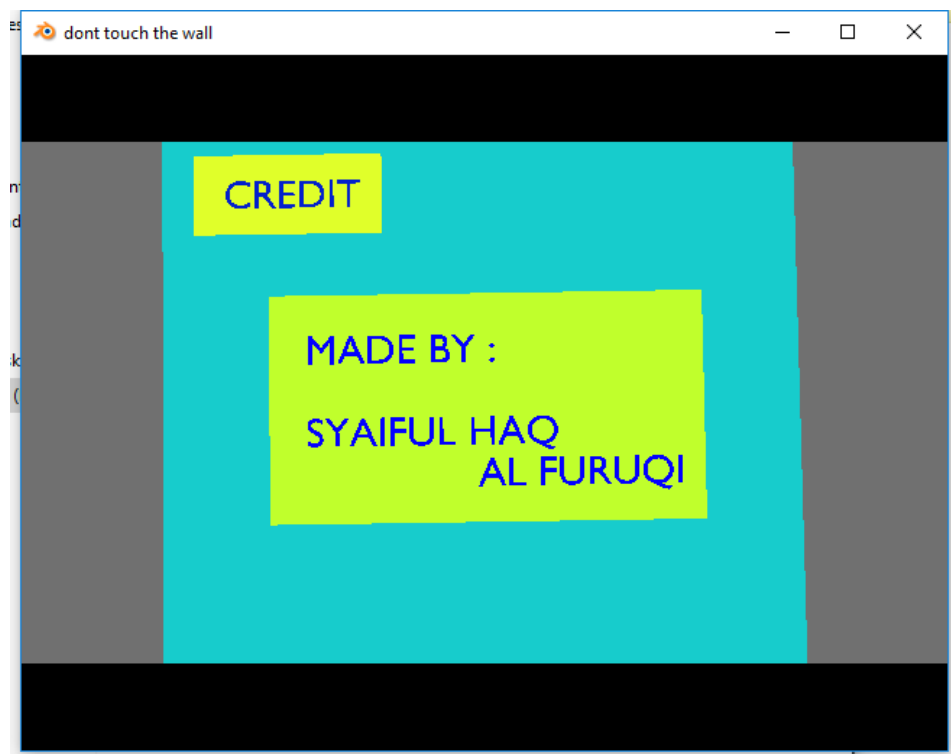 dont touch the wall
CREDIT
MADE BY :
SYAIFUL HAQ
AL FURUQI